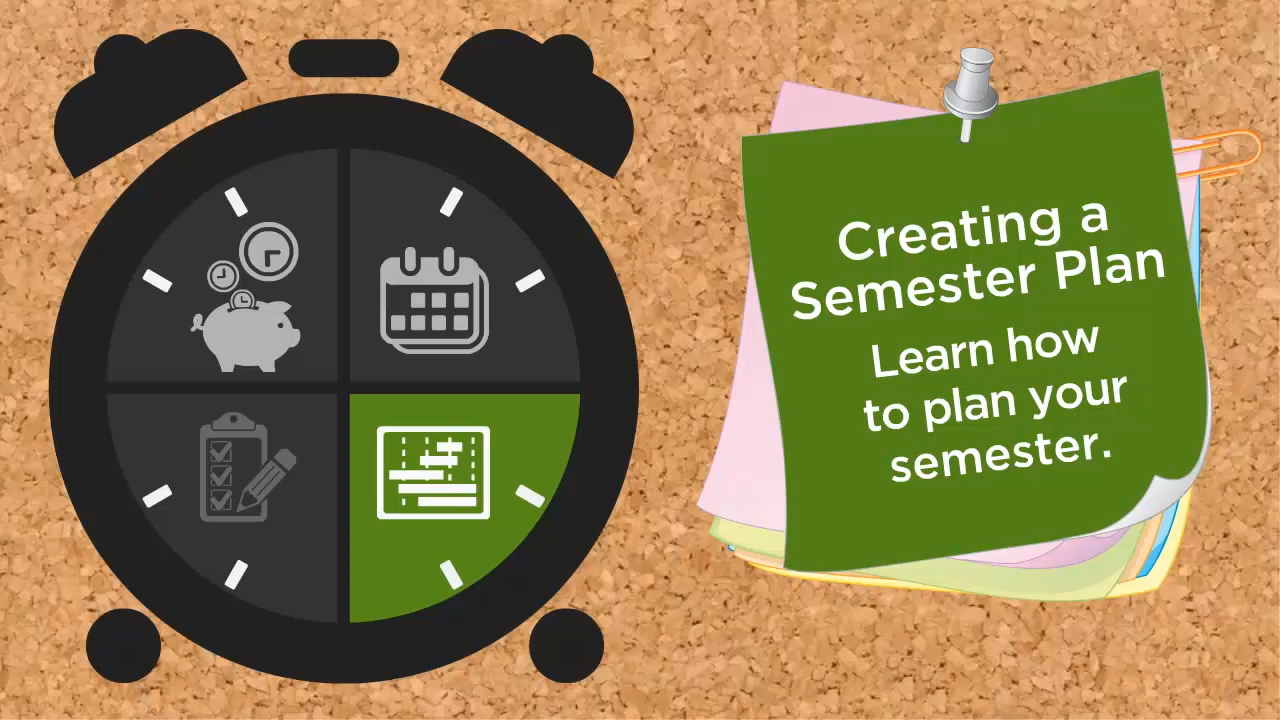 Creating a
Semester Plan
Learn how
to plan your
semester.